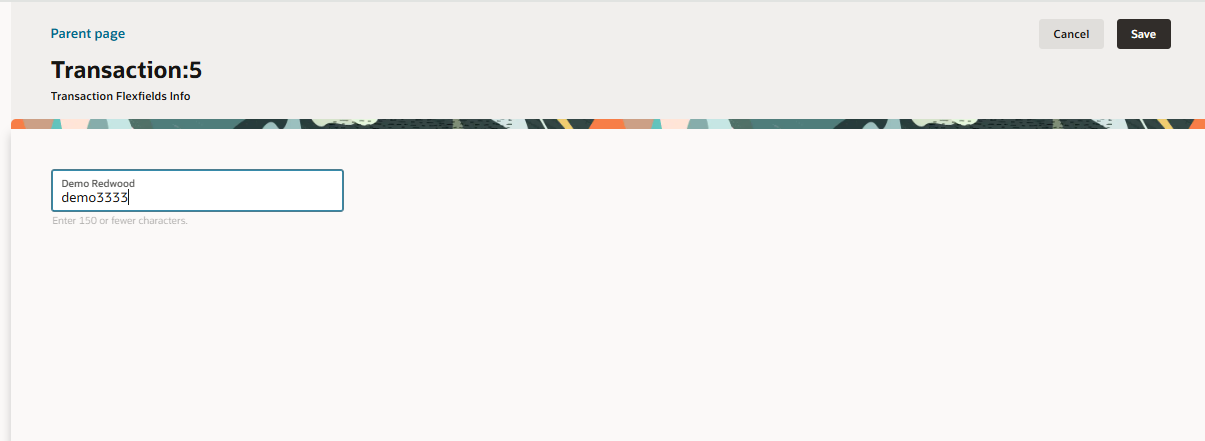 Parent page
Cancel
Save
Transaction:5
Transaction Flexfields Info
Demo Redwood
demo3333
Enter 150 or fewer characters.